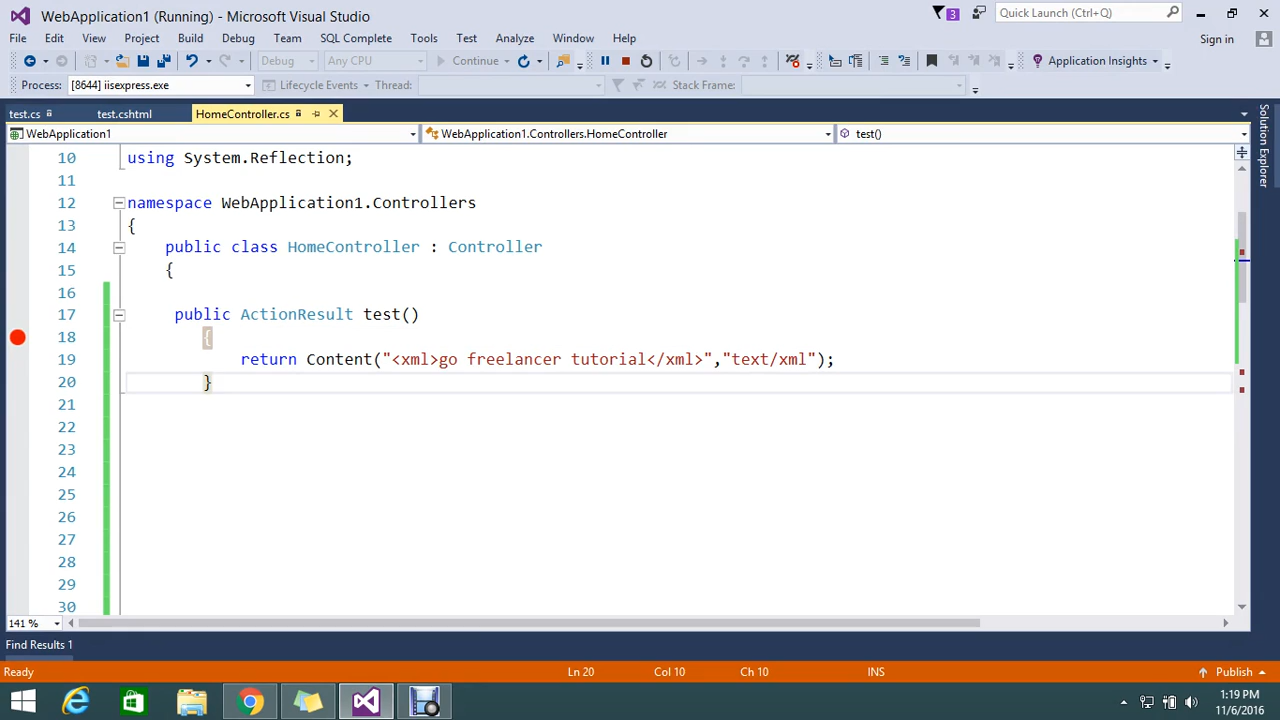 WebApplication1 (Running) - Microsoft Visual Studio
3
Quick Launch (Ctrl+Q)
File Edit View Project Build Debug Team SQL Complete Tools Test Analyze Window Help
Sign in
Debug Any CPU Continue Application Insights
Process: [8644] iisexpress.exe Lifecycle Events Thread: Stack Frame:
test.cs test.cshtml HomeController.cs
WebApplication1 WebApplication1.Controllers.HomeController test()
10 using System.Reflection;
11
12 namespace WebApplication1.Controllers
13 {
14 public class HomeController : Controller
15 {
16
17 public ActionResult test()
18 {
19 return Content("<xml>go freelancer tutorial</xml>","text/xml");
20 }
21
22
23
24
25
26
27
28
29
30
Solution Explorer
141 %
Find Results 1
Ready Ln 20 Col 10 Ch 10 INS Publish
1:19 PM
11/6/2016